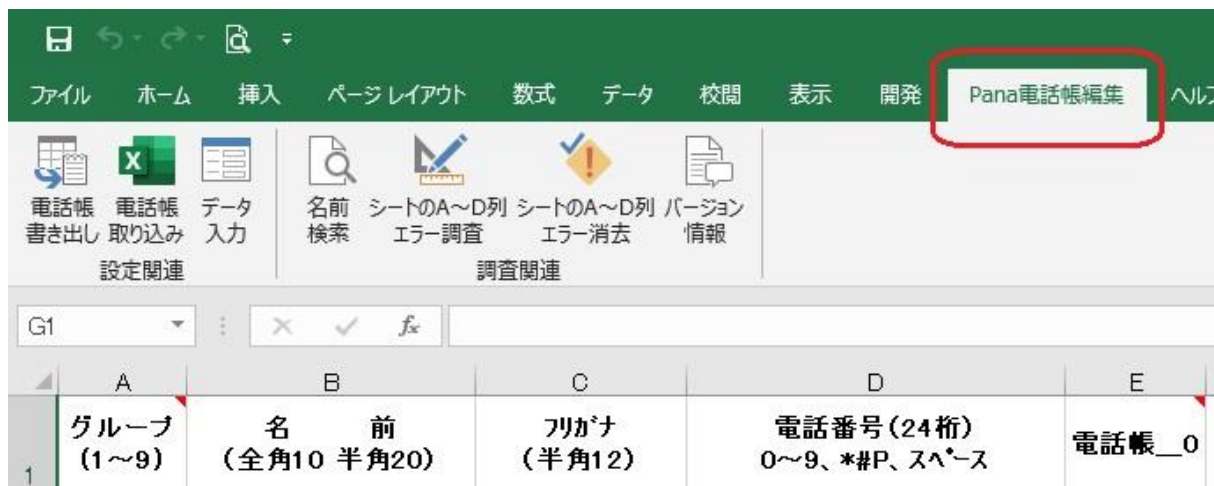 ファイル ホーム 挿入 ページ レイアウト 数式 データ 校閲 表示 開発 Pana電話帳編集
電話帳 電話帳 データ 名前 シートのA～D列 シートのA～D列 バージョン
書き出し 取り込み 入力 検索 エラー調査 エラー消去 情報
設定関連 調査関連
G1 fx
A B C D E
グループ 名 前 ﾌﾘｶﾞﾅ 電話番号(24桁) 電話帳__0
1 (1～9) (全角10 半角20) (半角12) 0～9、*#P、ｽﾍﾟｰｽ